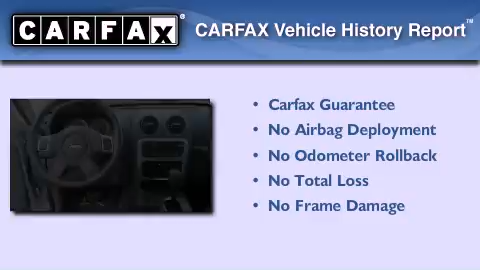 CARFAX® CARFAX Vehicle History Report™
• Carfax Guarantee
• No Airbag Deployment
• No Odometer Rollback
• No Total Loss
• No Frame Damage